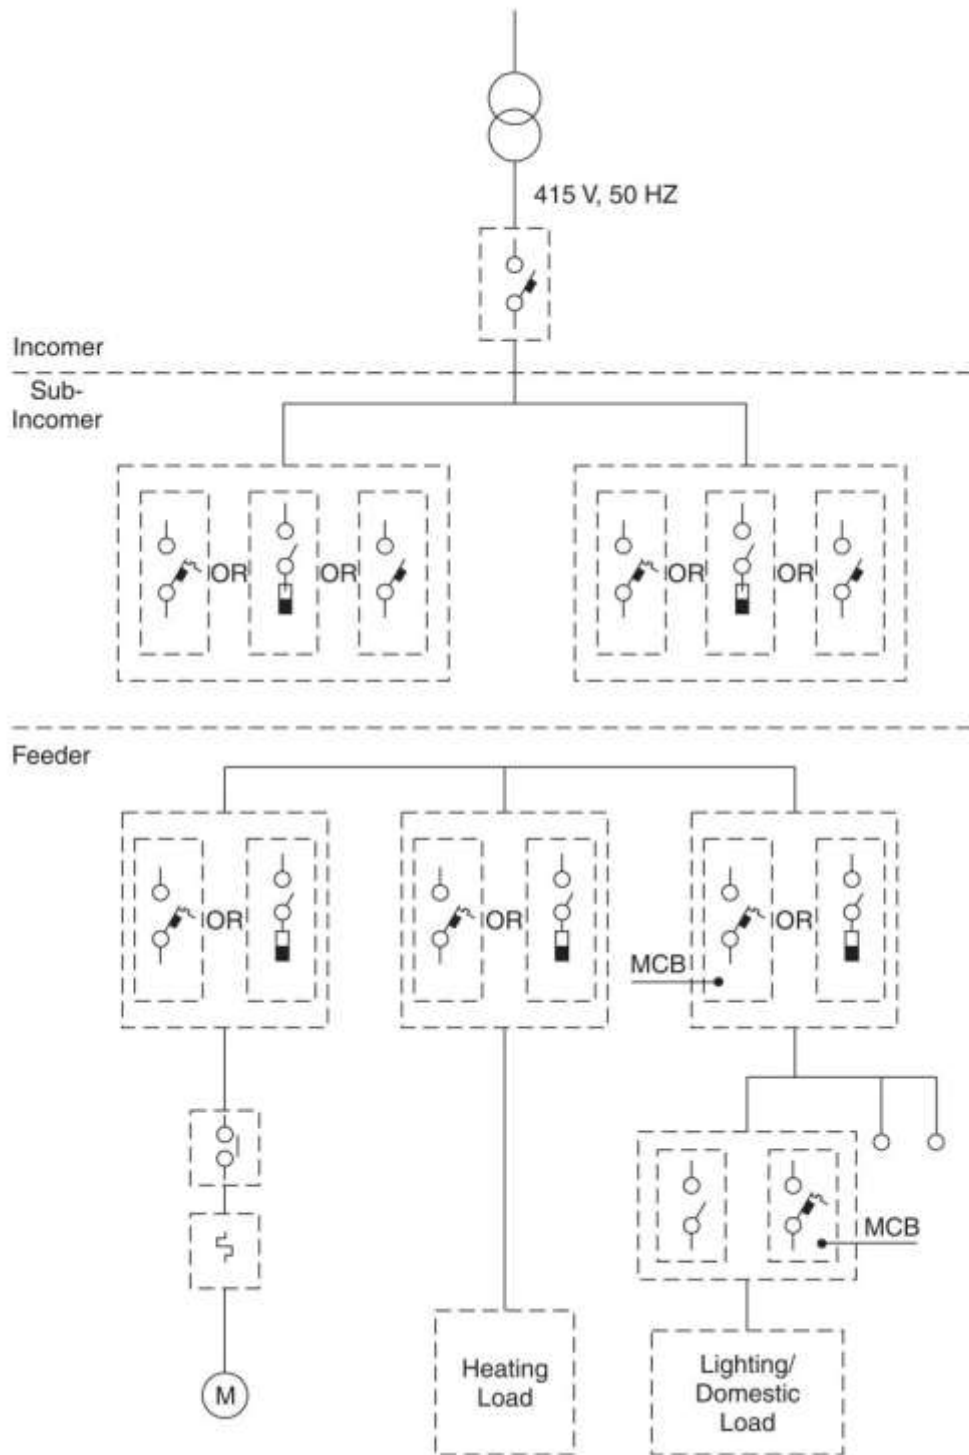 415 V, 50 HZ
Incomer
Sub-
Incomer
OR OR OR OR
Feeder
OR OR OR
MCB
MCB
M
Heating
Load
Lighting/
Domestic
Load